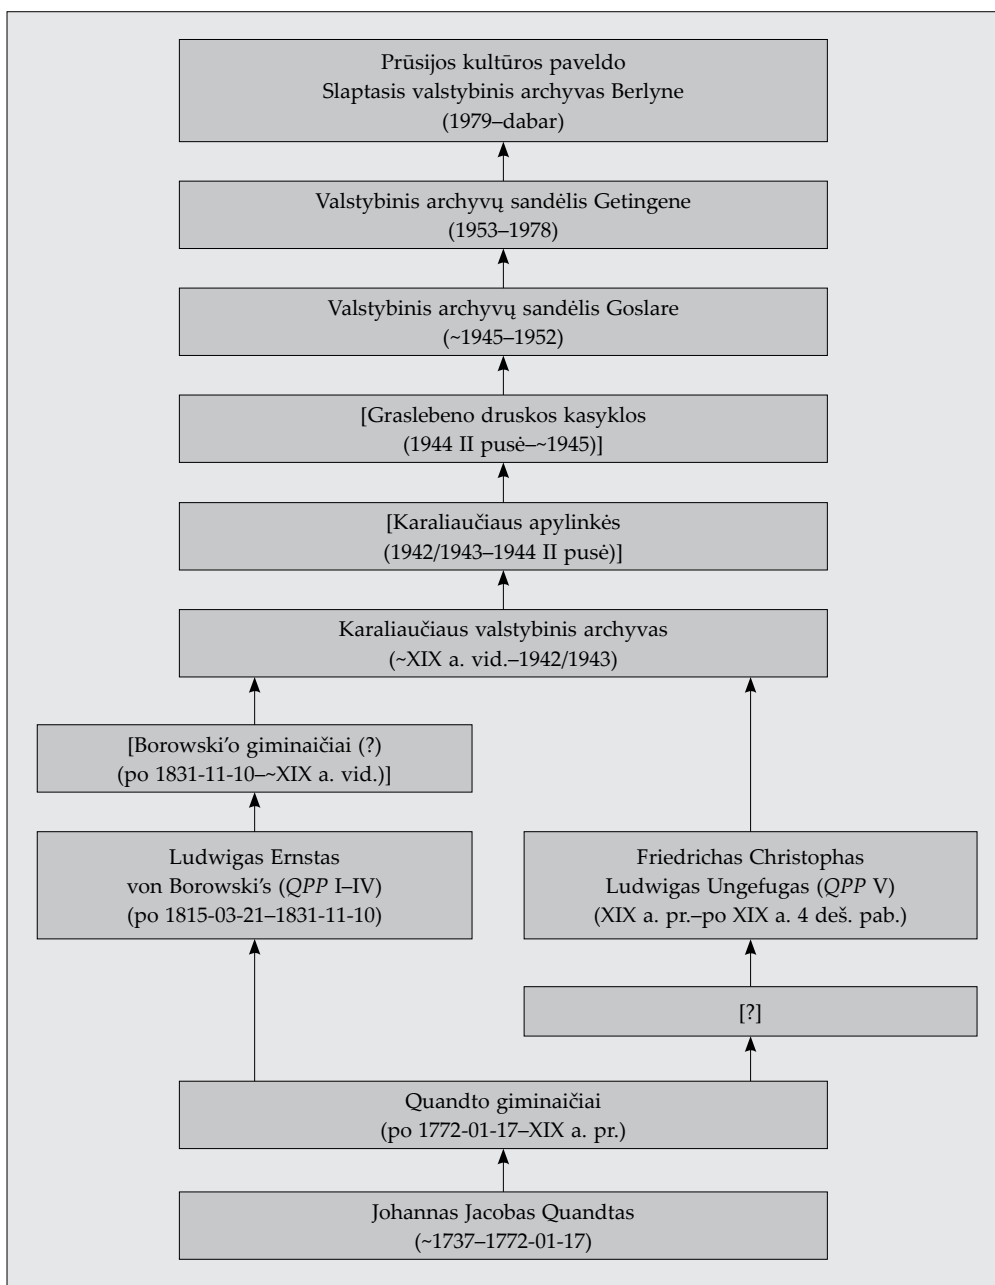 Prūsijos kultūros paveldo
Slaptasis valstybinis archyvas Berlyne
(1979–dabar)
Valstybinis archyvų sandėlis Getingene
(1953–1978)
Valstybinis archyvų sandėlis Goslare
(~1945–1952)
[Graslebeno druskos kasyklos
(1944 II pusė–~1945)]
[Karaliaučiaus apylinkės
(1942/1943–1944 II pusė)]
Karaliaučiaus valstybinis archyvas
(~XIX a. vid.–1942/1943)
[Borowski’o giminaičiai (?)
(po 1831-11-10–~XIX a. vid.)]
Ludwigas Ernstas
von Borowski’s (QPP I–IV)
(po 1815-03-21–1831-11-10)
Friedrichas Christophas
Ludwigas Ungefugas (QPP V)
(XIX a. pr.–po XIX a. 4 deš. pab.)
[?]
Quandto giminaičiai
(po 1772-01-17–XIX a. pr.)
Johannas Jacobas Quandtas
(~1737–1772-01-17)